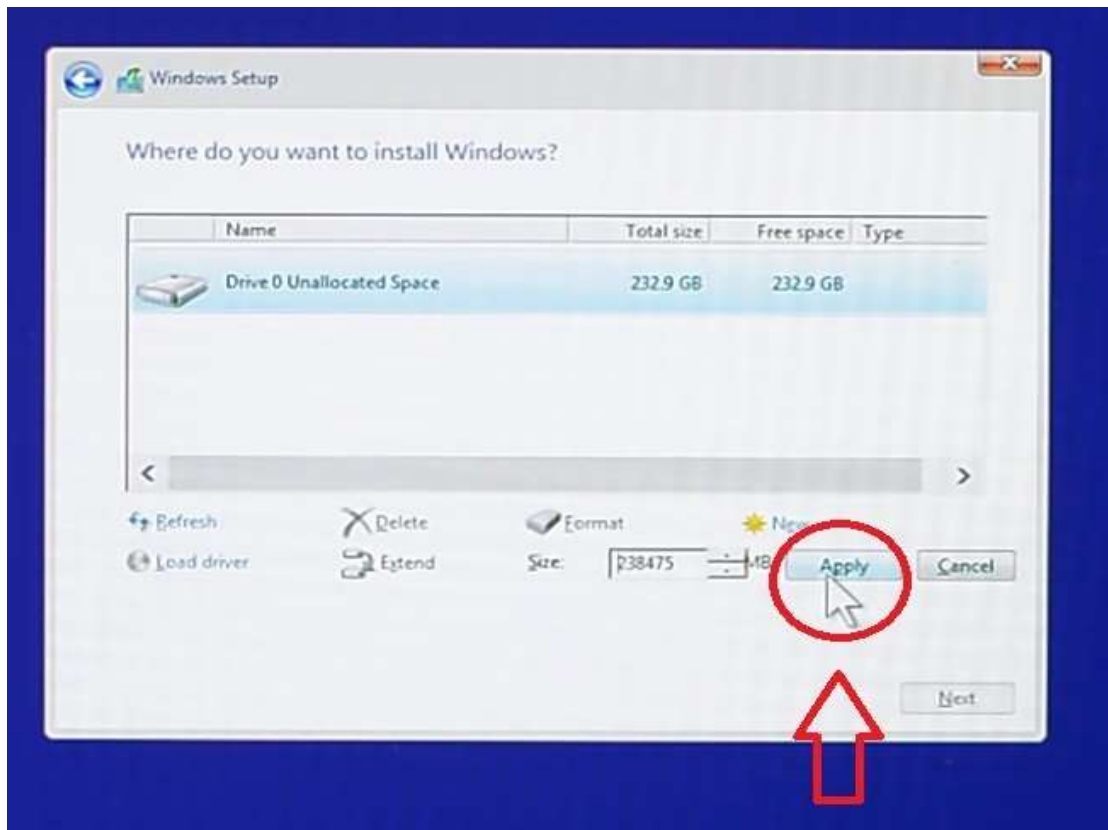 Windows Setup
Where do you want to install Windows?
Name Total size Free space Type
Drive 0 Unallocated Space 232.9 GB 232.9 GB
Refresh Delete Format New
Load driver Extend Size: 238475 MB Apply Cancel
Next